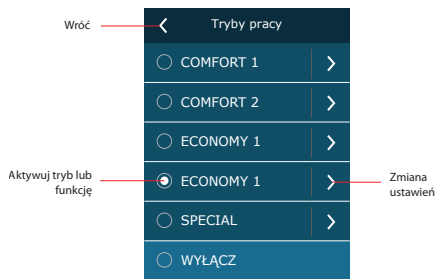 Wróć
Tryby pracy
COMFORT 1
COMFORT 2
ECONOMY 1
Aktywuj tryb lub
funkcję
ECONOMY 1
Zmiana
ustawień
SPECIAL
WYŁĄCZ